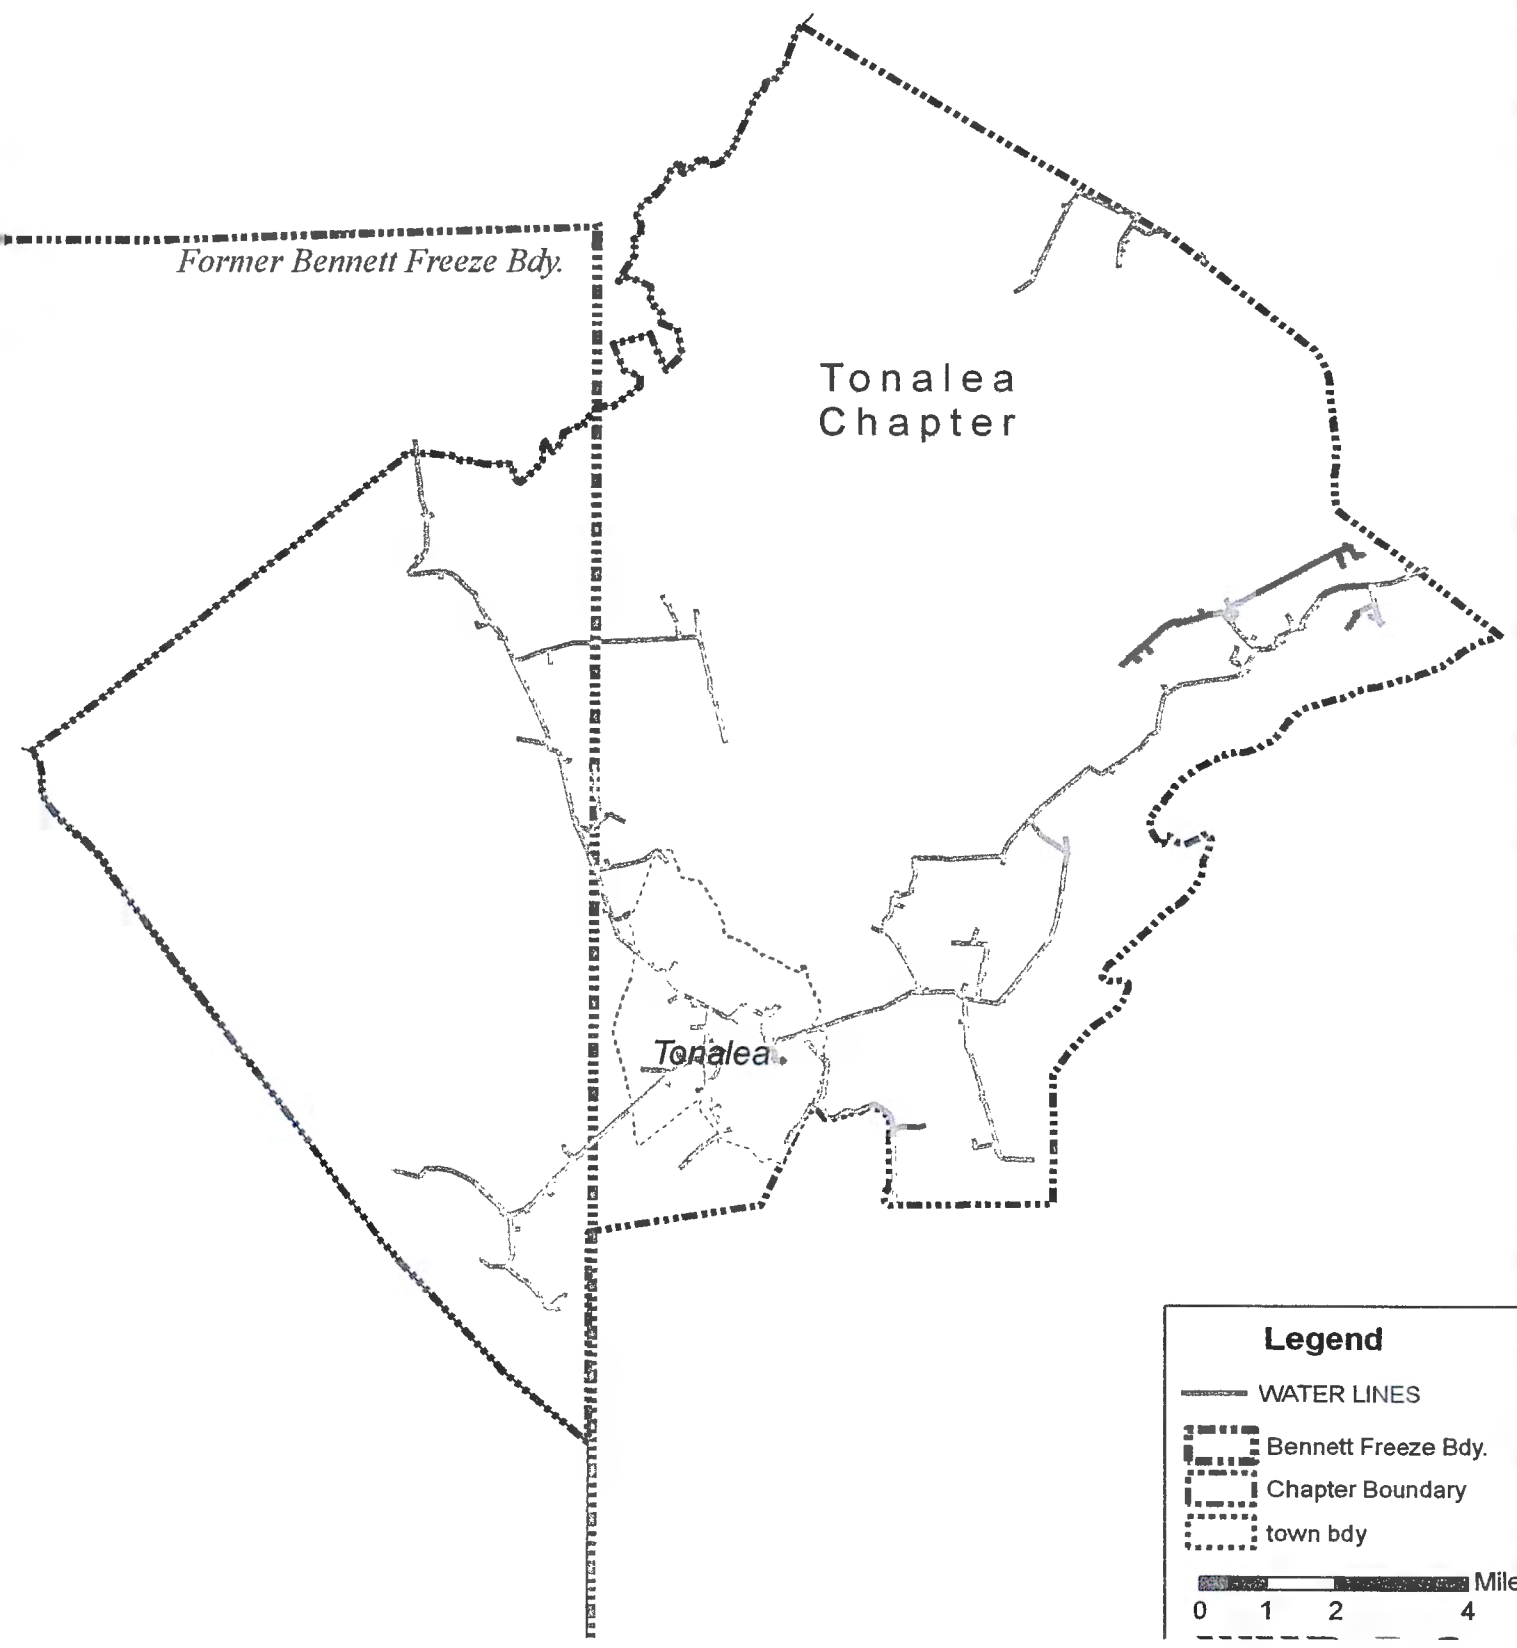 Former Bennett Freeze Bdy.
Tonalea
Chapter
Tonalea
Legend
WATER LINES
Bennett Freeze Bdy.
Chapter Boundary
town bdy
Mile
0 1 2 4